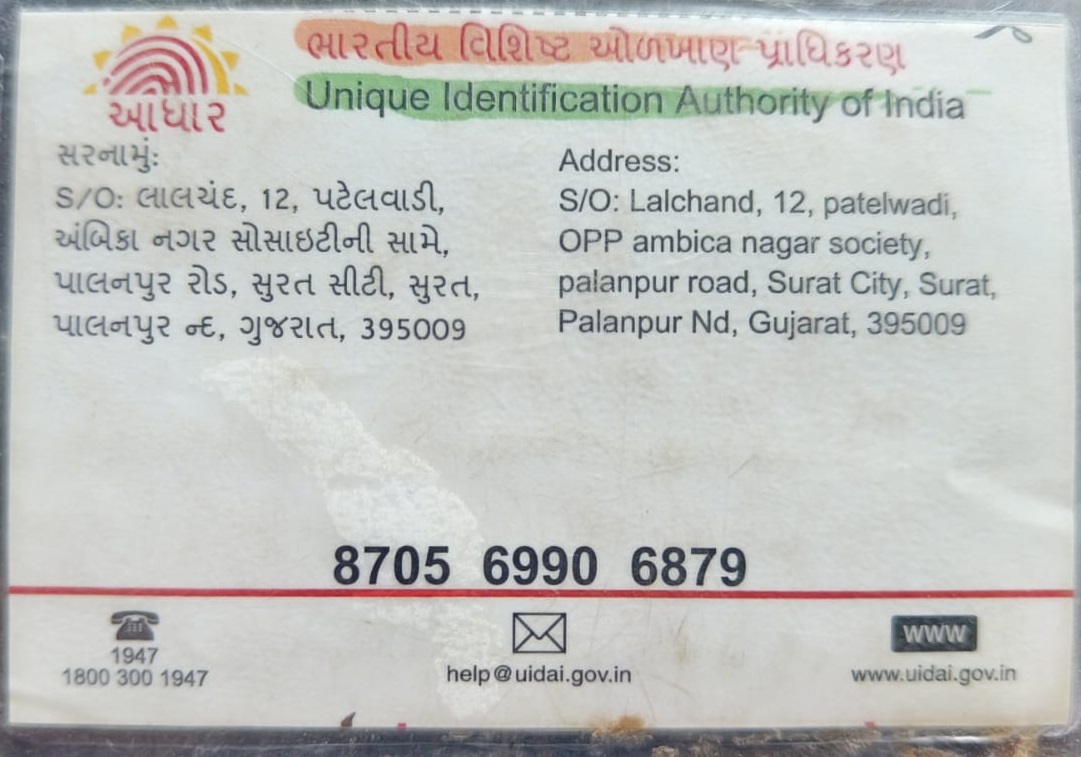 ભારતીય વિશિષ્ટ ઓળખાણ પ્રાધિકરણ
Unique Identification Authority of India
આધાર
સરનામું:
S/O: લાલચંદ, 12, પટેલવાડી,
અંબિકા નગર સોસાઇટીની સામે,
પાલનપુર રોડ, સુરત સીટી, સુરત,
પાલનપુર ન્દ, ગુજરાત, 395009
Address:
S/O: Lalchand, 12, patelwadi,
OPP ambica nagar society,
palanpur road, Surat City, Surat,
Palanpur Nd, Gujarat, 395009
8705 6990 6879
1947
1800 300 1947
help@uidai.gov.in
www
www.uidai.gov.in